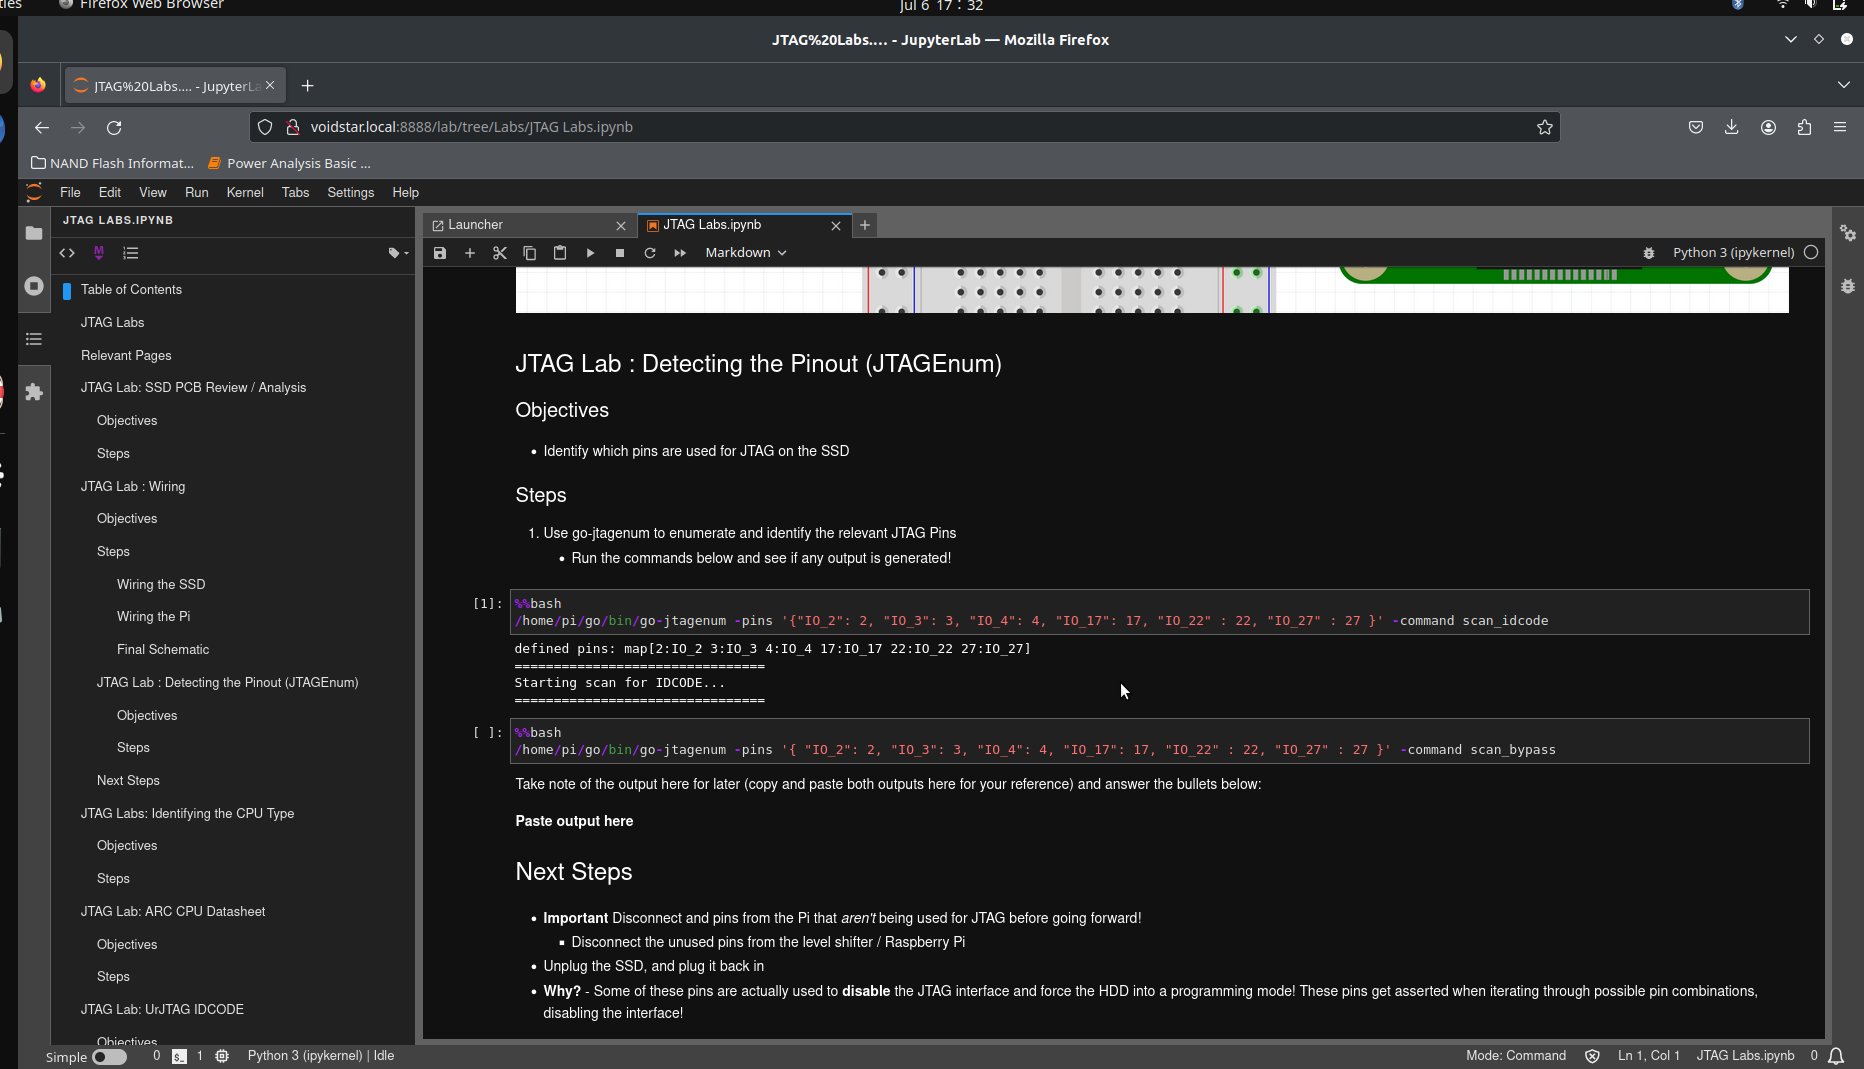 ties Firefox Web Browser Jul 6 17:32
JTAG%20Labs.... - JupyterLab — Mozilla Firefox
JTAG%20Labs.... - JupyterLa
voidstar.local:8888/lab/tree/Labs/JTAG Labs.ipynb
NAND Flash Informat... Power Analysis Basic ...
File Edit View Run Kernel Tabs Settings Help
JTAG LABS.IPYNB
Table of Contents
JTAG Labs
Relevant Pages
JTAG Lab: SSD PCB Review / Analysis
Objectives
Steps
JTAG Lab : Wiring
Objectives
Steps
Wiring the SSD
Wiring the Pi
Final Schematic
JTAG Lab : Detecting the Pinout (JTAGEnum)
Objectives
Steps
Next Steps
JTAG Labs: Identifying the CPU Type
Objectives
Steps
JTAG Lab: ARC CPU Datasheet
Objectives
Steps
JTAG Lab: UrJTAG IDCODE
Objectives
Launcher JTAG Labs.ipynb
Markdown Python 3 (ipykernel)
JTAG Lab : Detecting the Pinout (JTAGEnum)
Objectives
• Identify which pins are used for JTAG on the SSD
Steps
1. Use go-jtagenum to enumerate and identify the relevant JTAG Pins
• Run the commands below and see if any output is generated!
[1]: %%bash
/home/pi/go/bin/go-jtagenum -pins '{"IO_2": 2, "IO_3": 3, "IO_4": 4, "IO_17": 17, "IO_22" : 22, "IO_27" : 27 }' -command scan_idcode
defined pins: map[2:IO_2 3:IO_3 4:IO_4 17:IO_17 22:IO_22 27:IO_27]
================================
Starting scan for IDCODE...
================================
[ ]: %%bash
/home/pi/go/bin/go-jtagenum -pins '{ "IO_2": 2, "IO_3": 3, "IO_4": 4, "IO_17": 17, "IO_22" : 22, "IO_27" : 27 }' -command scan_bypass
Take note of the output here for later (copy and paste both outputs here for your reference) and answer the bullets below:
Paste output here
Next Steps
• Important Disconnect and pins from the Pi that aren't being used for JTAG before going forward!
▪ Disconnect the unused pins from the level shifter / Raspberry Pi
• Unplug the SSD, and plug it back in
• Why? - Some of these pins are actually used to disable the JTAG interface and force the HDD into a programming mode! These pins get asserted when iterating through possible pin combinations,
disabling the interface!
Simple 0 $_ 1 Python 3 (ipykernel) | Idle Mode: Command Ln 1, Col 1 JTAG Labs.ipynb 0